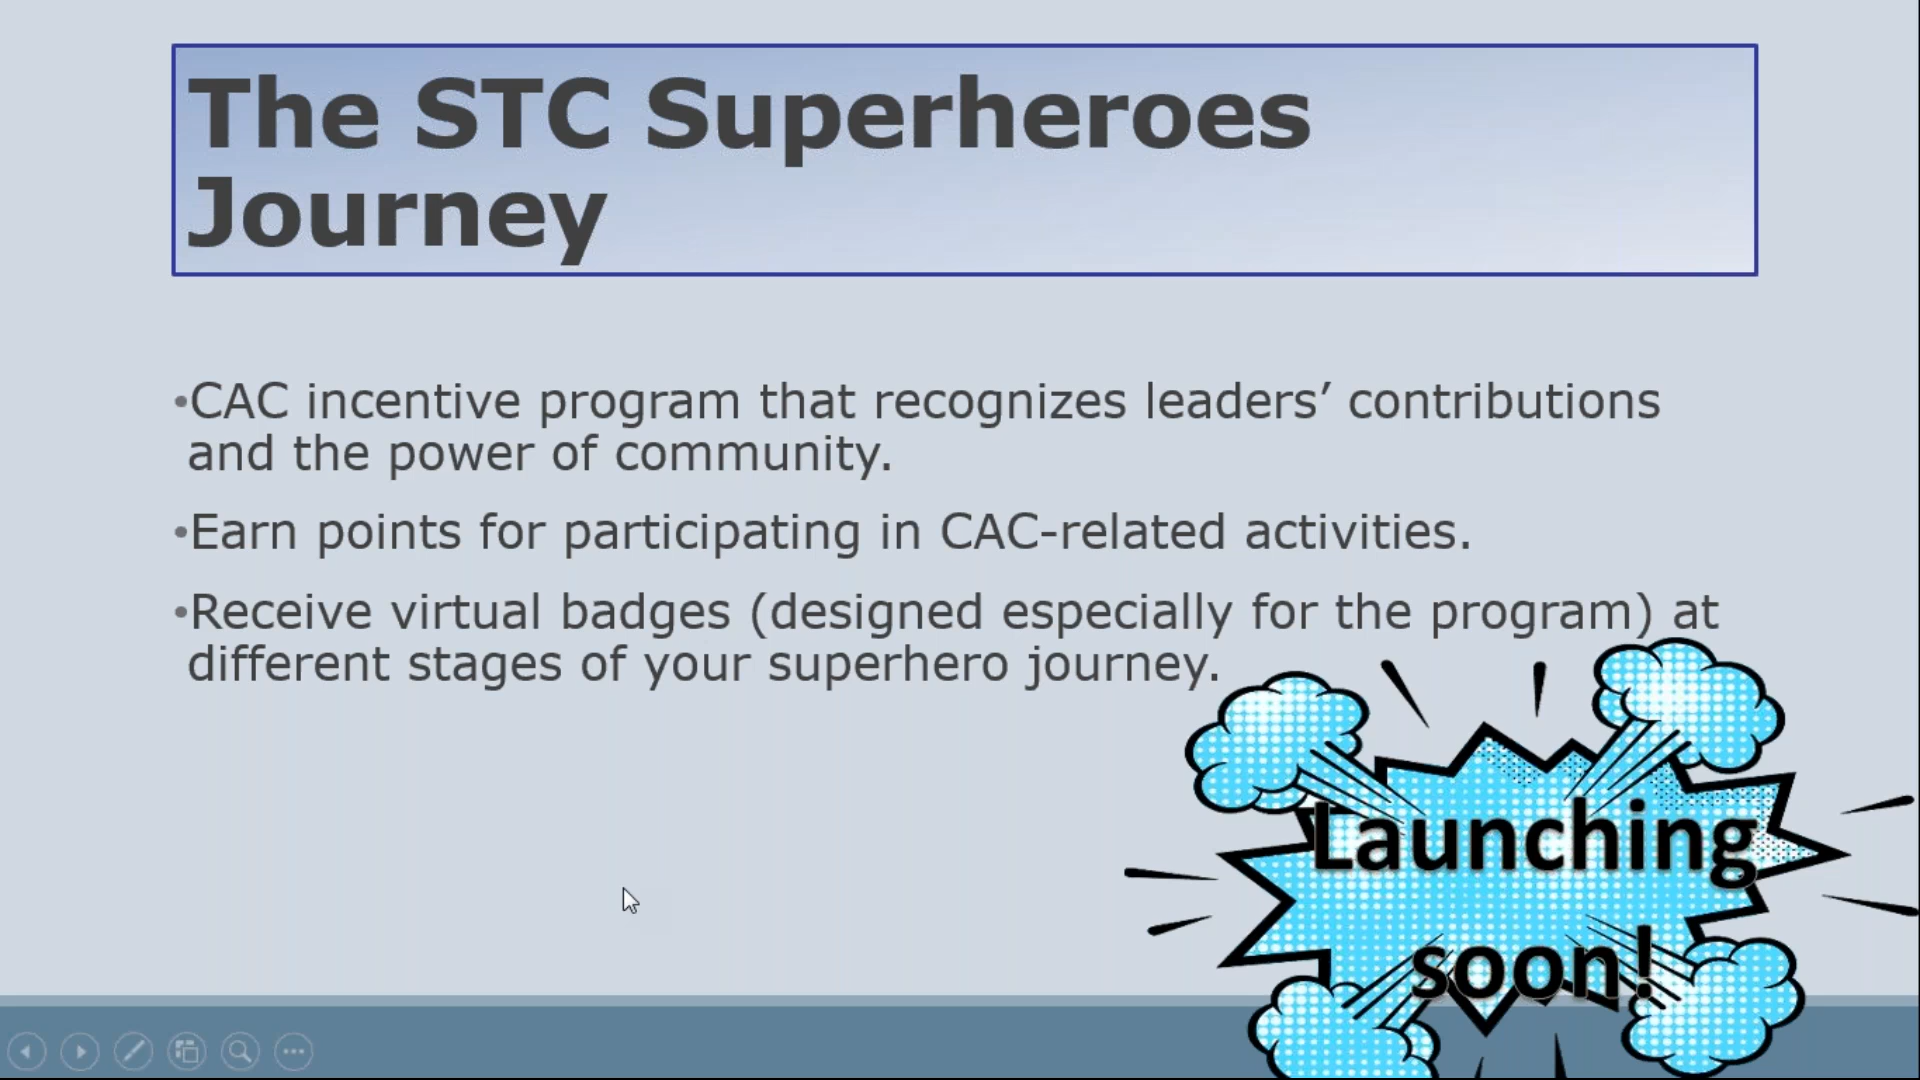 The STC Superheroes
Journey
•CAC incentive program that recognizes leaders’ contributions
and the power of community.
•Earn points for participating in CAC-related activities.
•Receive virtual badges (designed especially for the program) at
different stages of your superhero journey.
Launching
soon!